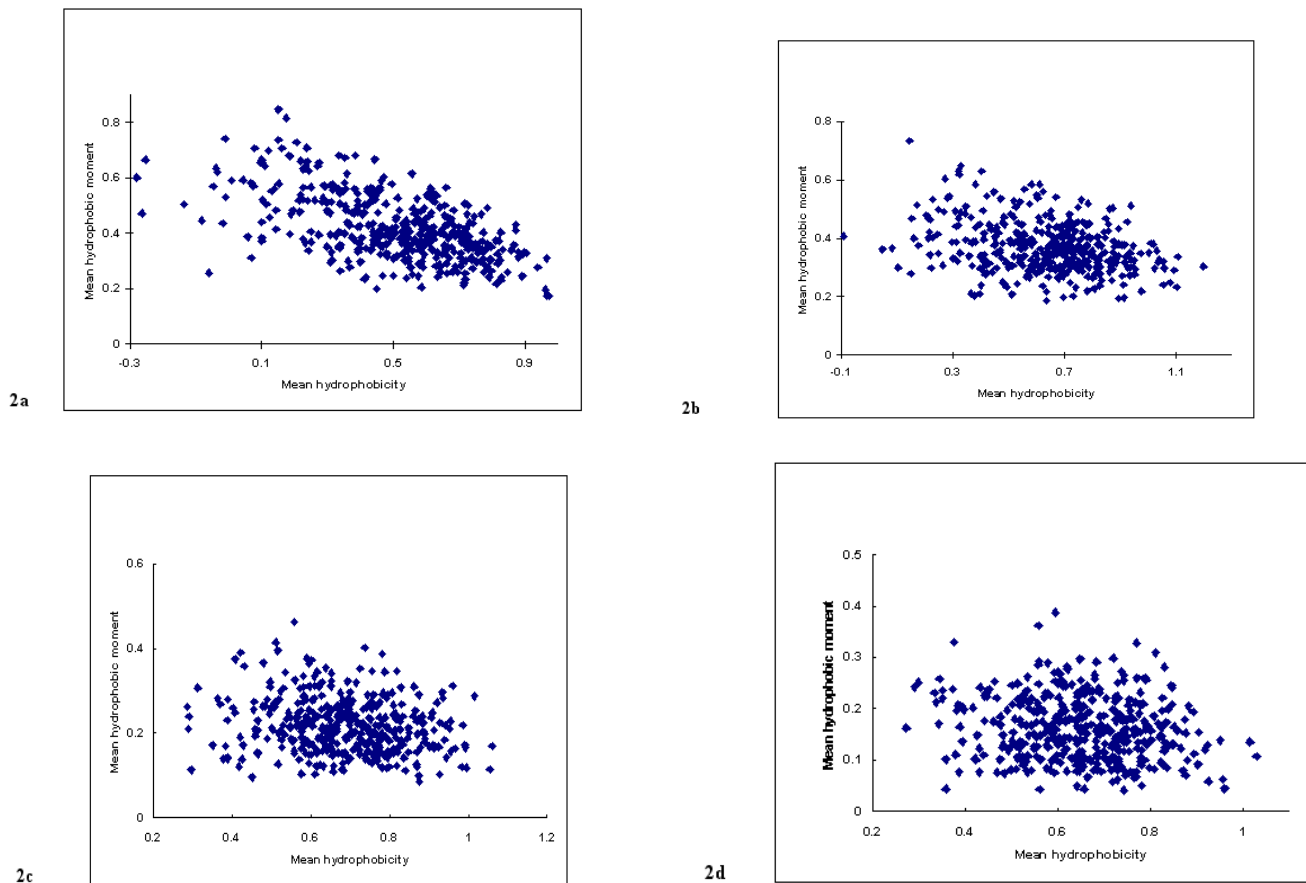 0.8
0.6
0.4
0.2
0
-0.3 0.1 0.5 0.9
Mean hydrophobic moment
Mean hydrophobicity
2a
0.8
0.6
0.4
0.2
0
-0.1 0.3 0.7 1.1
Mean hydrophobic moment
Mean hydrophobicity
2b
0.6
0.4
0.2
0
0.2 0.4 0.6 0.8 1 1.2
Mean hydrophobic moment
Mean hydrophobicity
2c
0.5
0.4
0.3
0.2
0.1
0
0.2 0.4 0.6 0.8 1
Mean hydrophobic moment
Mean hydrophobicity
2d